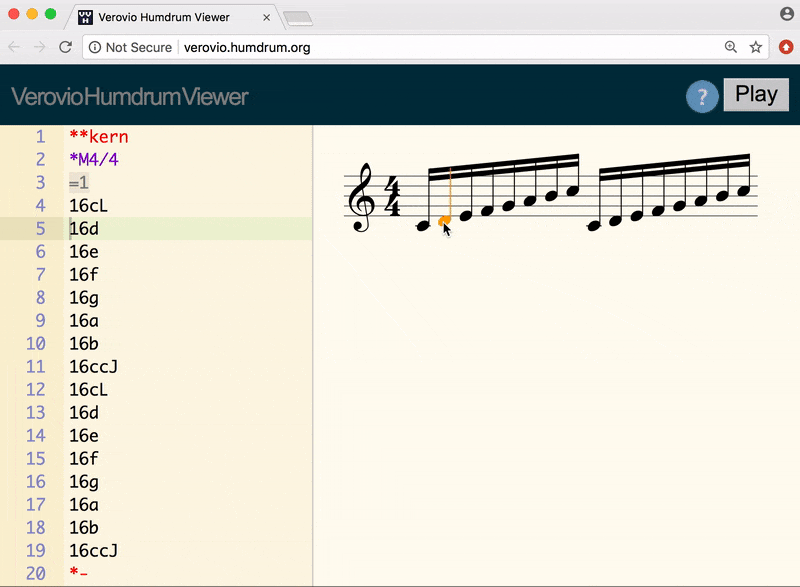 Verovio Humdrum Viewer
Not Secure verovio.humdrum.org
VerovioHumdrumViewer ? Play
1 **kern
2 *M4/4
3 =1
4 16cL
5 16d
6 16e
7 16f
8 16g
9 16a
10 16b
11 16ccJ
12 16cL
13 16d
14 16e
15 16f
16 16g
17 16a
18 16b
19 16ccJ
20 *-
4
4